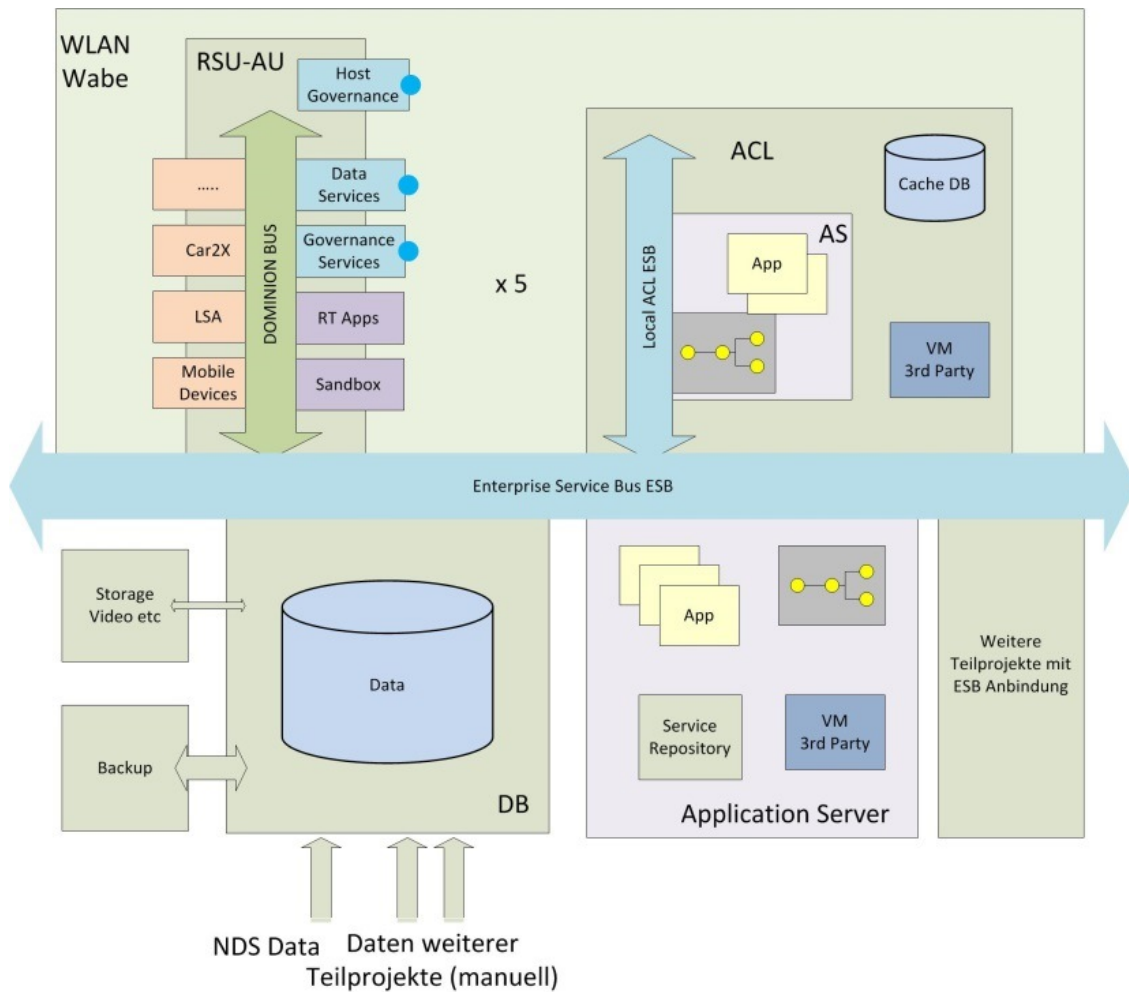 WLAN
Wabe
RSU-AU
Host
Governance
.....
Data
Services
Car2X
Governance
Services
LSA
RT Apps
Mobile
Devices
Sandbox
DOMINION BUS
x 5
ACL
Cache DB
AS
App
Local ACL ESB
VM
3rd Party
Enterprise Service Bus ESB
Storage
Video etc
Data
Backup
DB
App
Service
Repository
VM
3rd Party
Application Server
Weitere
Teilprojekte mit
ESB Anbindung
NDS Data
Daten weiterer
Teilprojekte (manuell)